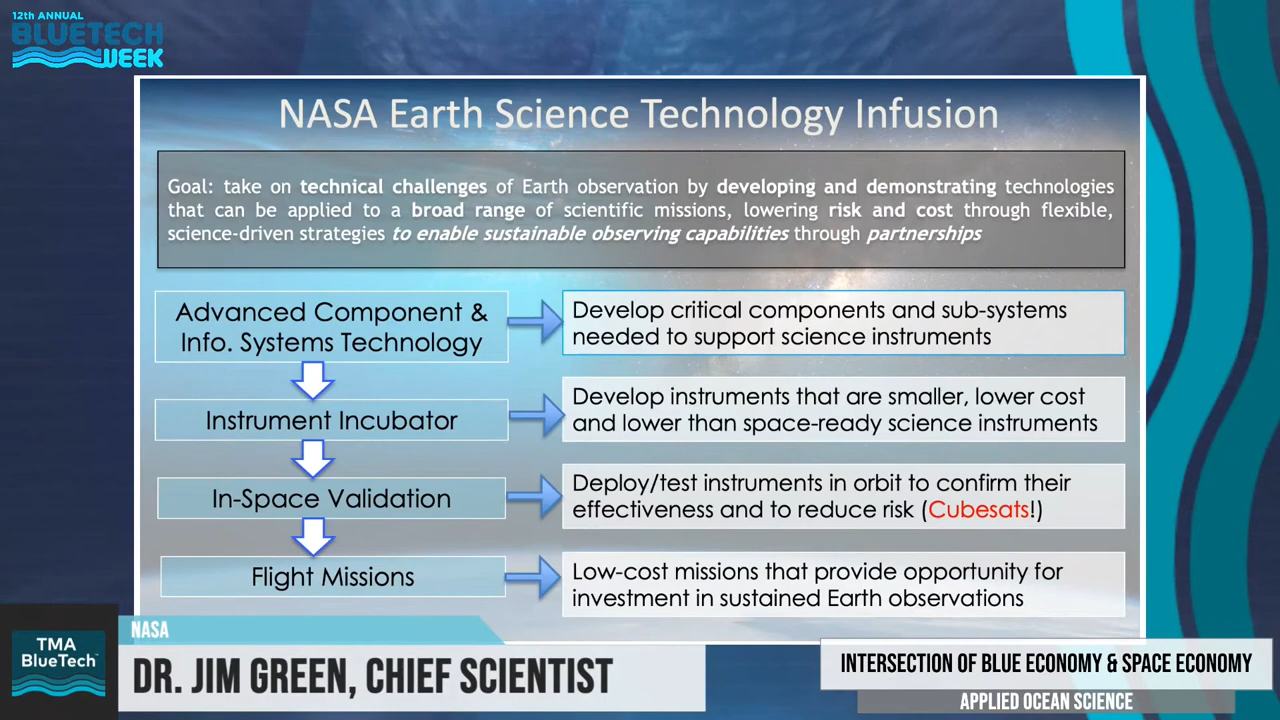 12th ANNUAL
BLUETECH
WEEK
NASA Earth Science Technology Infusion
Goal: take on technical challenges of Earth observation by developing and demonstrating technologies
that can be applied to a broad range of scientific missions, lowering risk and cost through flexible,
science-driven strategies to enable sustainable observing capabilities through partnerships
Advanced Component &
Info. Systems Technology
Develop critical components and sub-systems
needed to support science instruments
Instrument Incubator
Develop instruments that are smaller, lower cost
and lower than space-ready science instruments
In-Space Validation
Deploy/test instruments in orbit to confirm their
effectiveness and to reduce risk (Cubesats!)
Flight Missions
Low-cost missions that provide opportunity for
investment in sustained Earth observations
TMA
BlueTech™
NASA
DR. JIM GREEN, CHIEF SCIENTIST
INTERSECTION OF BLUE ECONOMY & SPACE ECONOMY
APPLIED OCEAN SCIENCE